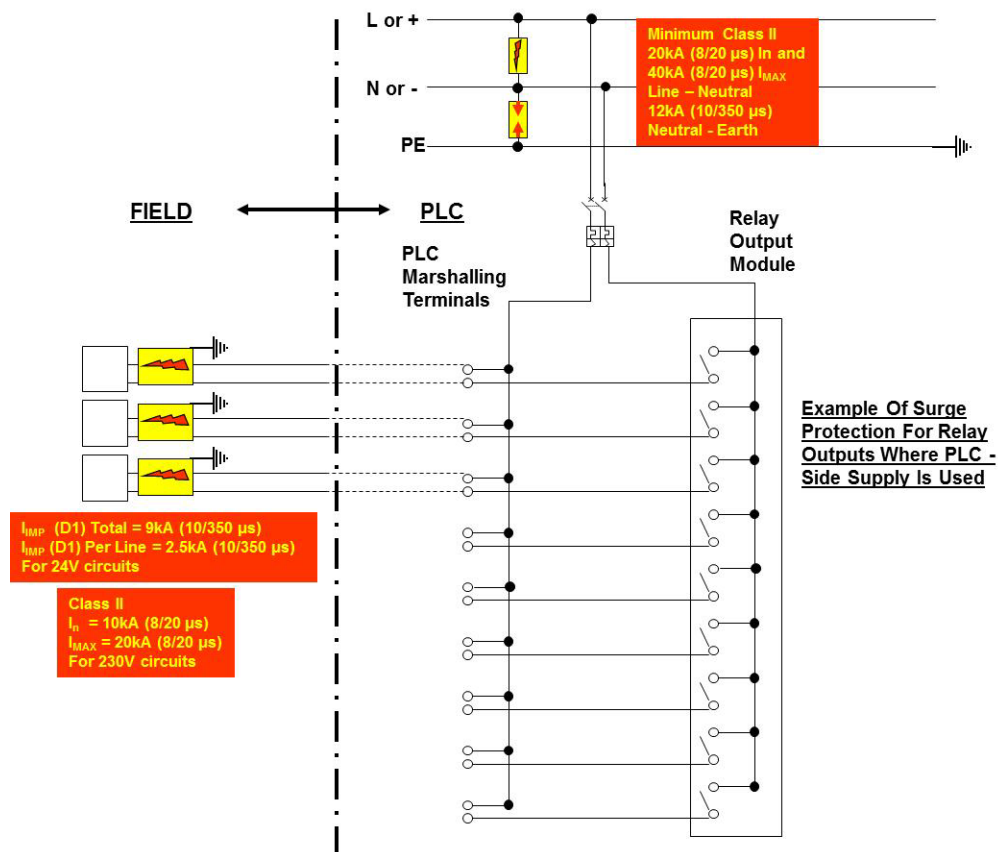 L or +
N or -
PE
Minimum Class II
20kA (8/20 µs) In and
40kA (8/20 µs) IMAX
Line – Neutral
12kA (10/350 µs)
Neutral - Earth
FIELD
PLC
PLC
Marshalling
Terminals
Relay
Output
Module
Example Of Surge
Protection For Relay
Outputs Where PLC -
Side Supply Is Used
IIMP (D1) Total = 9kA (10/350 µs)
IIMP (D1) Per Line = 2.5kA (10/350 µs)
For 24V circuits
Class II
In = 10kA (8/20 µs)
IMAX = 20kA (8/20 µs)
For 230V circuits